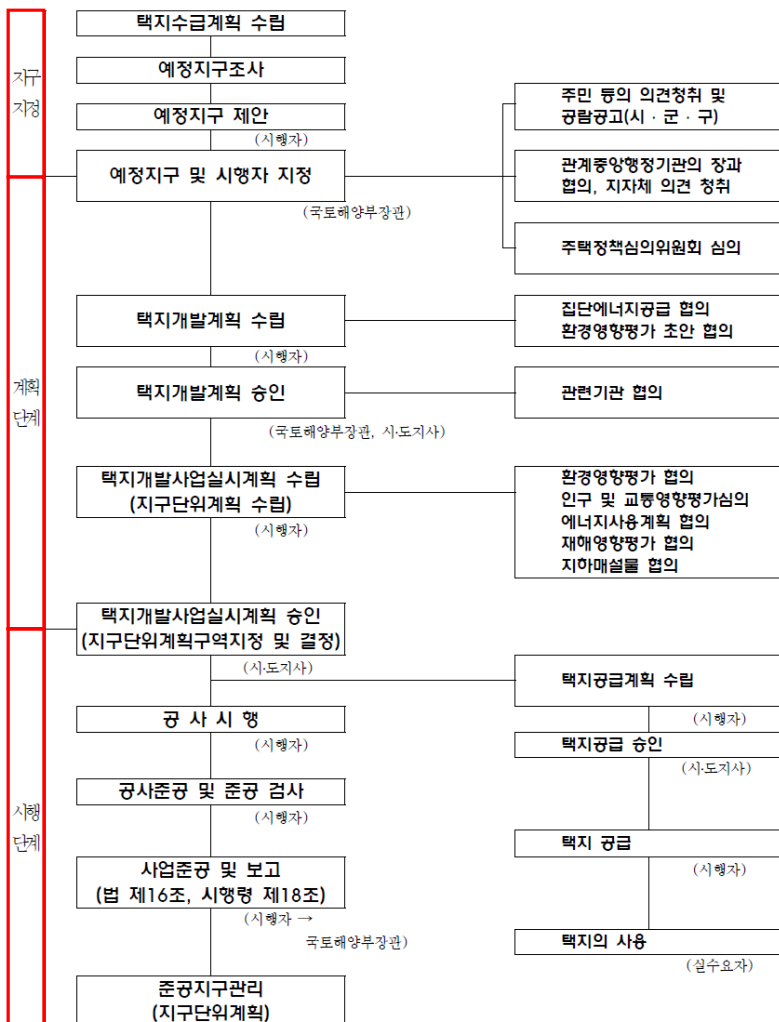 택지수급계획 수립
예정지구조사
예정지구 제안
(시행자)
지구
지정
예정지구 및 시행자 지정
(국토해양부장관)
주민 등의 의견청취 및
공람공고(시·군·구)
관계중앙행정기관의 장과
협의, 지자체 의견 청취
주택정책심의위원회 심의
택지개발계획 수립
(시행자)
집단에너지공급 협의
환경영향평가 초안 협의
계획
단계
택지개발계획 승인
(국토해양부장관, 시·도지사)
관련기관 협의
택지개발사업실시계획 수립
(지구단위계획 수립)
(시행자)
환경영향평가 협의
인구 및 교통영향평가심의
에너지사용계획 협의
재해영향평가 협의
지하매설물 협의
택지개발사업실시계획 승인
(지구단위계획구역지정 및 결정)
(시·도지사)
택지공급계획 수립
(시행자)
공 사 시 행
(시행자)
택지공급 승인
(시·도지사)
시행
단계
공사준공 및 준공 검사
(시행자)
택지 공급
(시행자)
사업준공 및 보고
(법 제16조, 시행령 제18조)
(시행자 →
국토해양부장관)
택지의 사용
(실수요자)
준공지구관리
(지구단위계획)